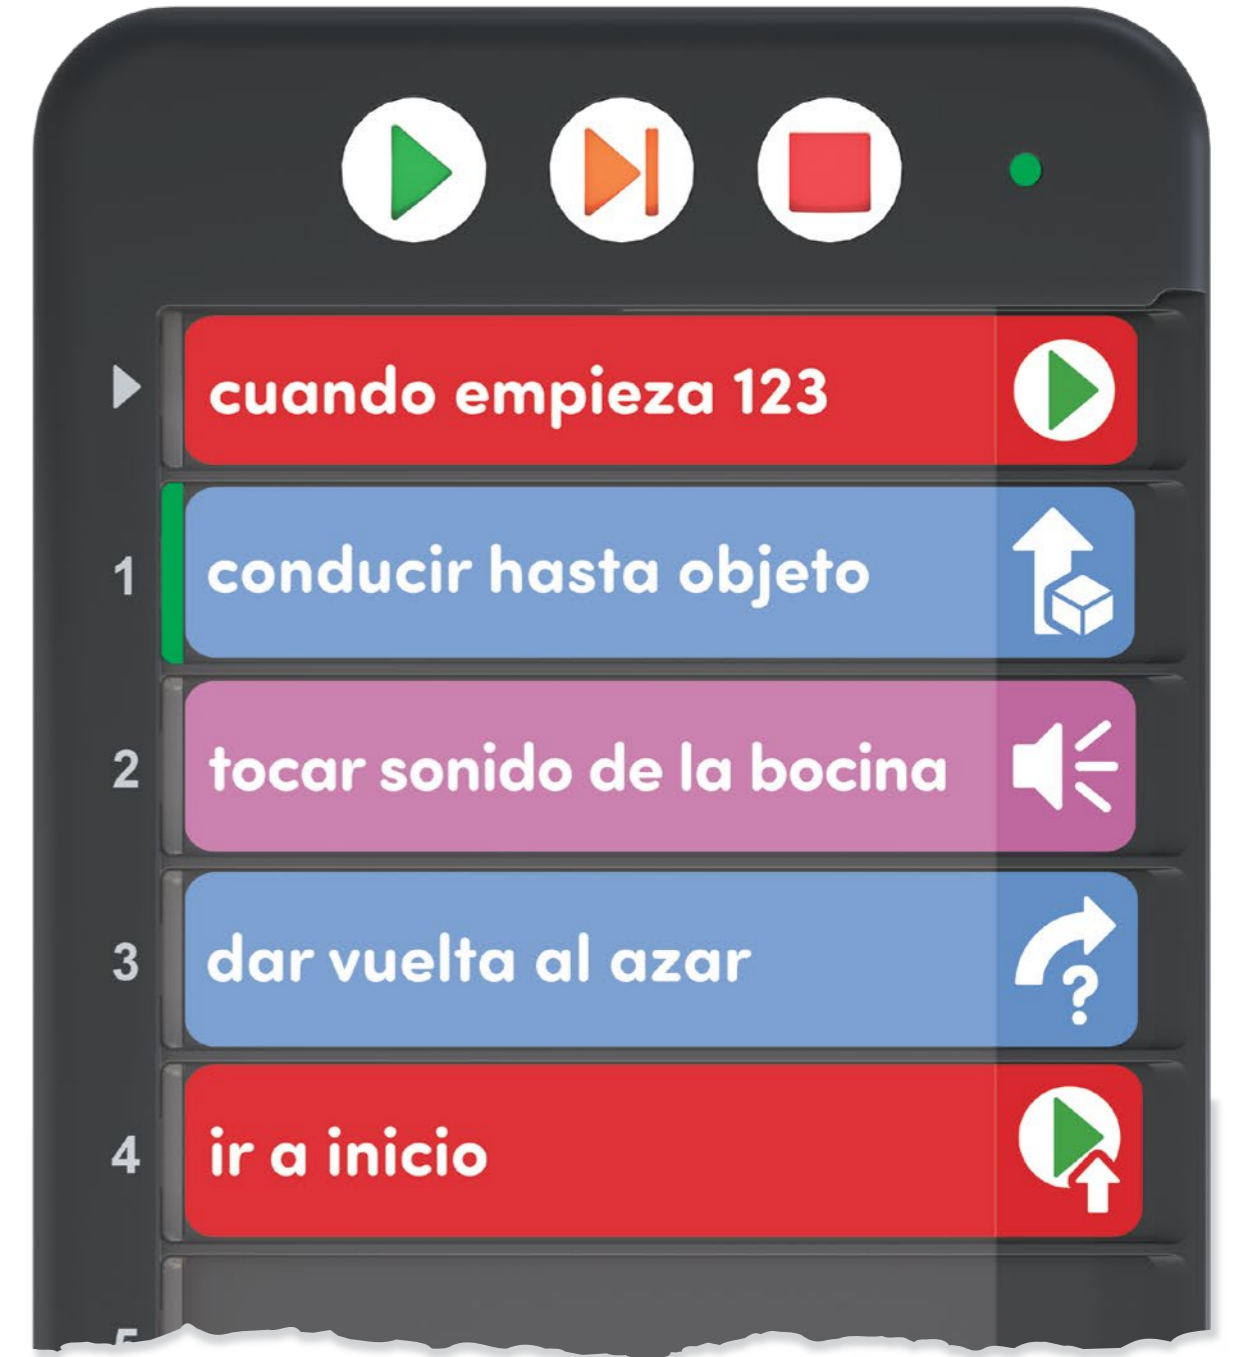 cuando empieza 123
1 conducir hasta objeto
2 tocar sonido de la bocina
3 dar vuelta al azar
4 ir a inicio
5